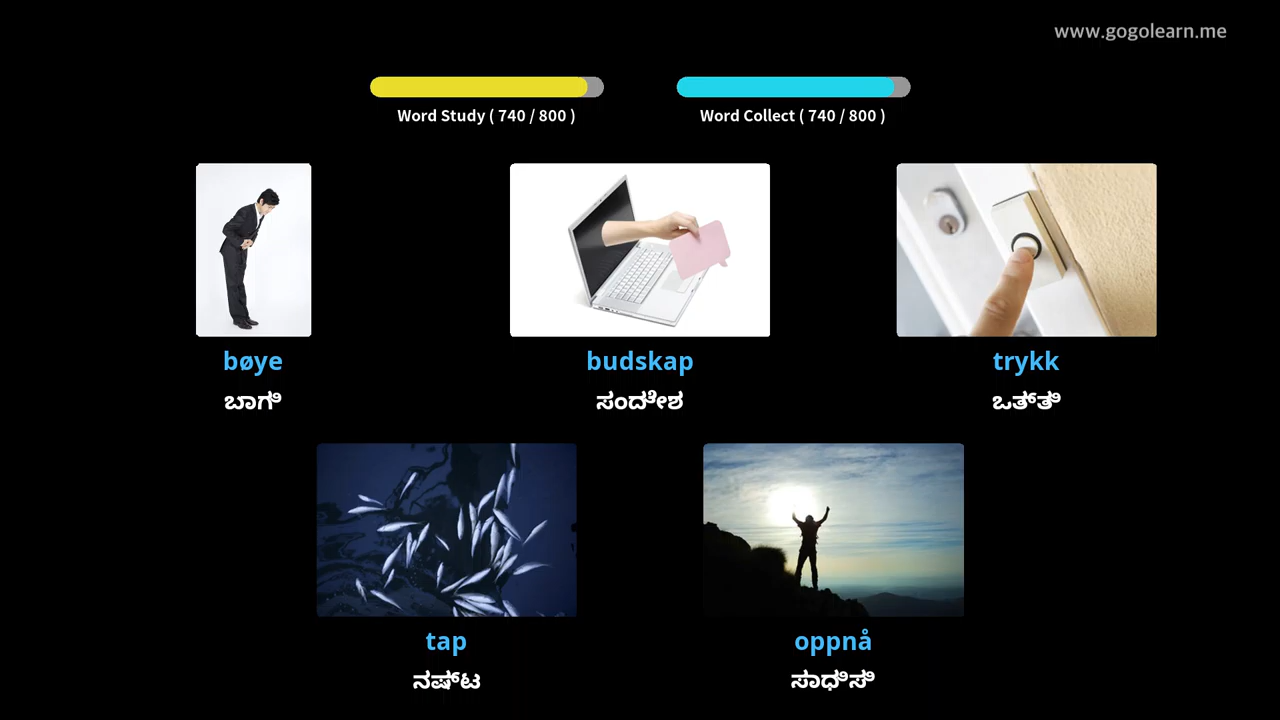 www.gogolearn.me
Word Study ( 740 / 800 )
Word Collect ( 740 / 800 )
bøye
budskap
trykk
ಬಾಗಿ
ಸಂದೇಶ
ಒತ್ತಿ
tap
oppnå
ನಷ್ಟ
ಸಾಧಿಸಿ